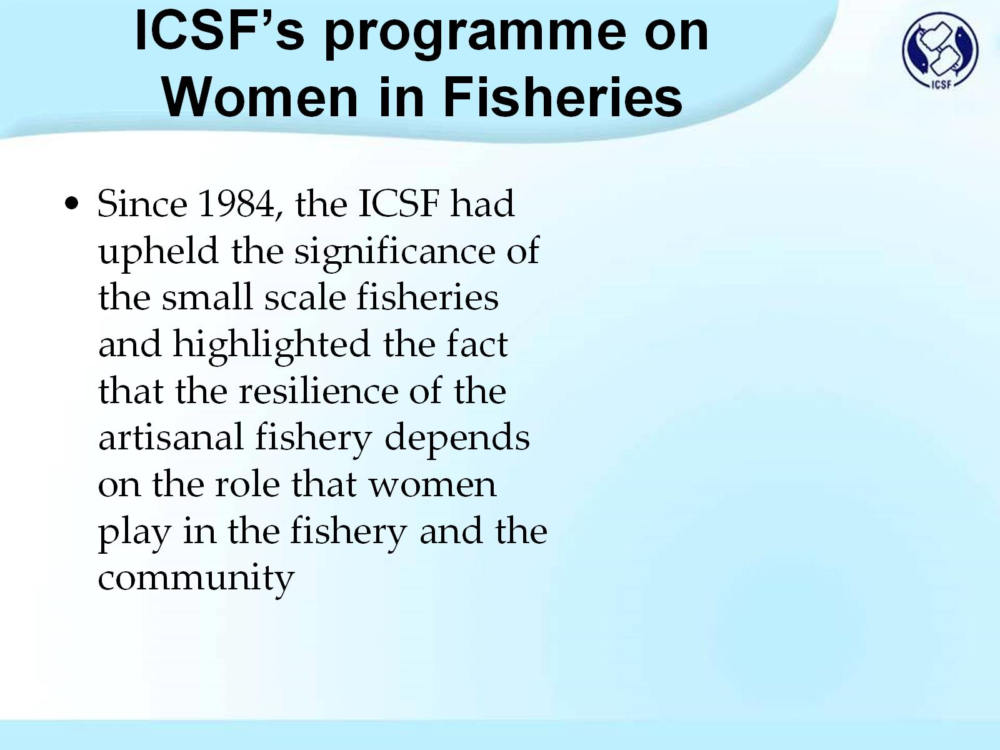 ICSF’s programme on
Women in Fisheries
ICSF
• Since 1984, the ICSF had
upheld the significance of
the small scale fisheries
and highlighted the fact
that the resilience of the
artisanal fishery depends
on the role that women
play in the fishery and the
community